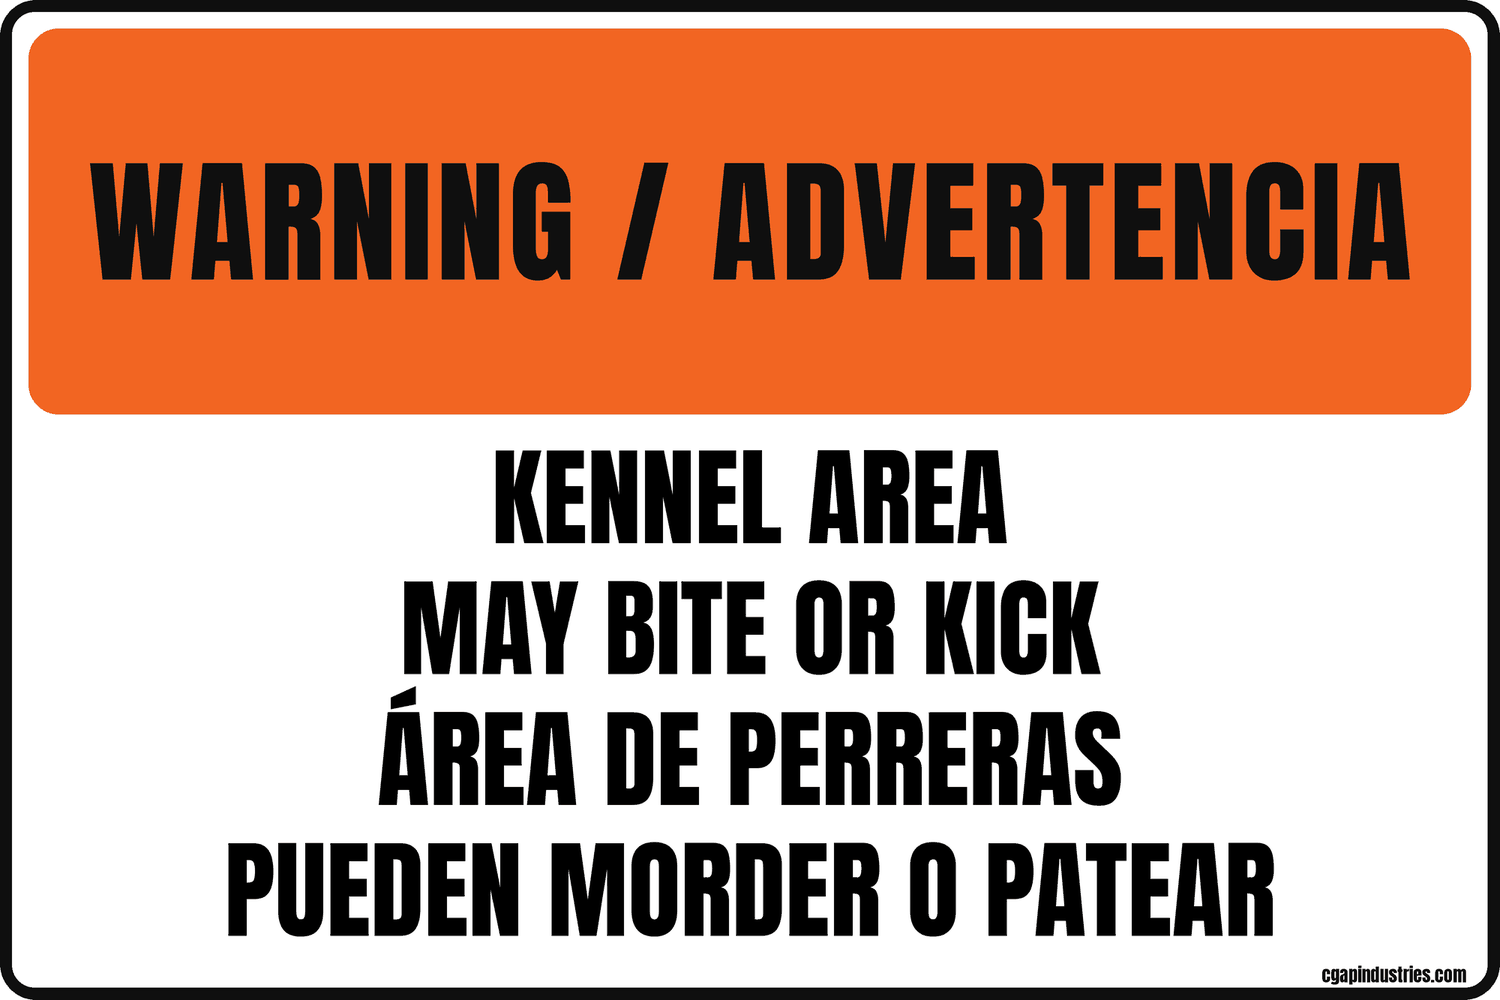 WARNING / ADVERTENCIA
KENNEL AREA
MAY BITE OR KICK
ÁREA DE PERRERAS
PUEDEN MORDER O PATEAR
cgapindustries.com